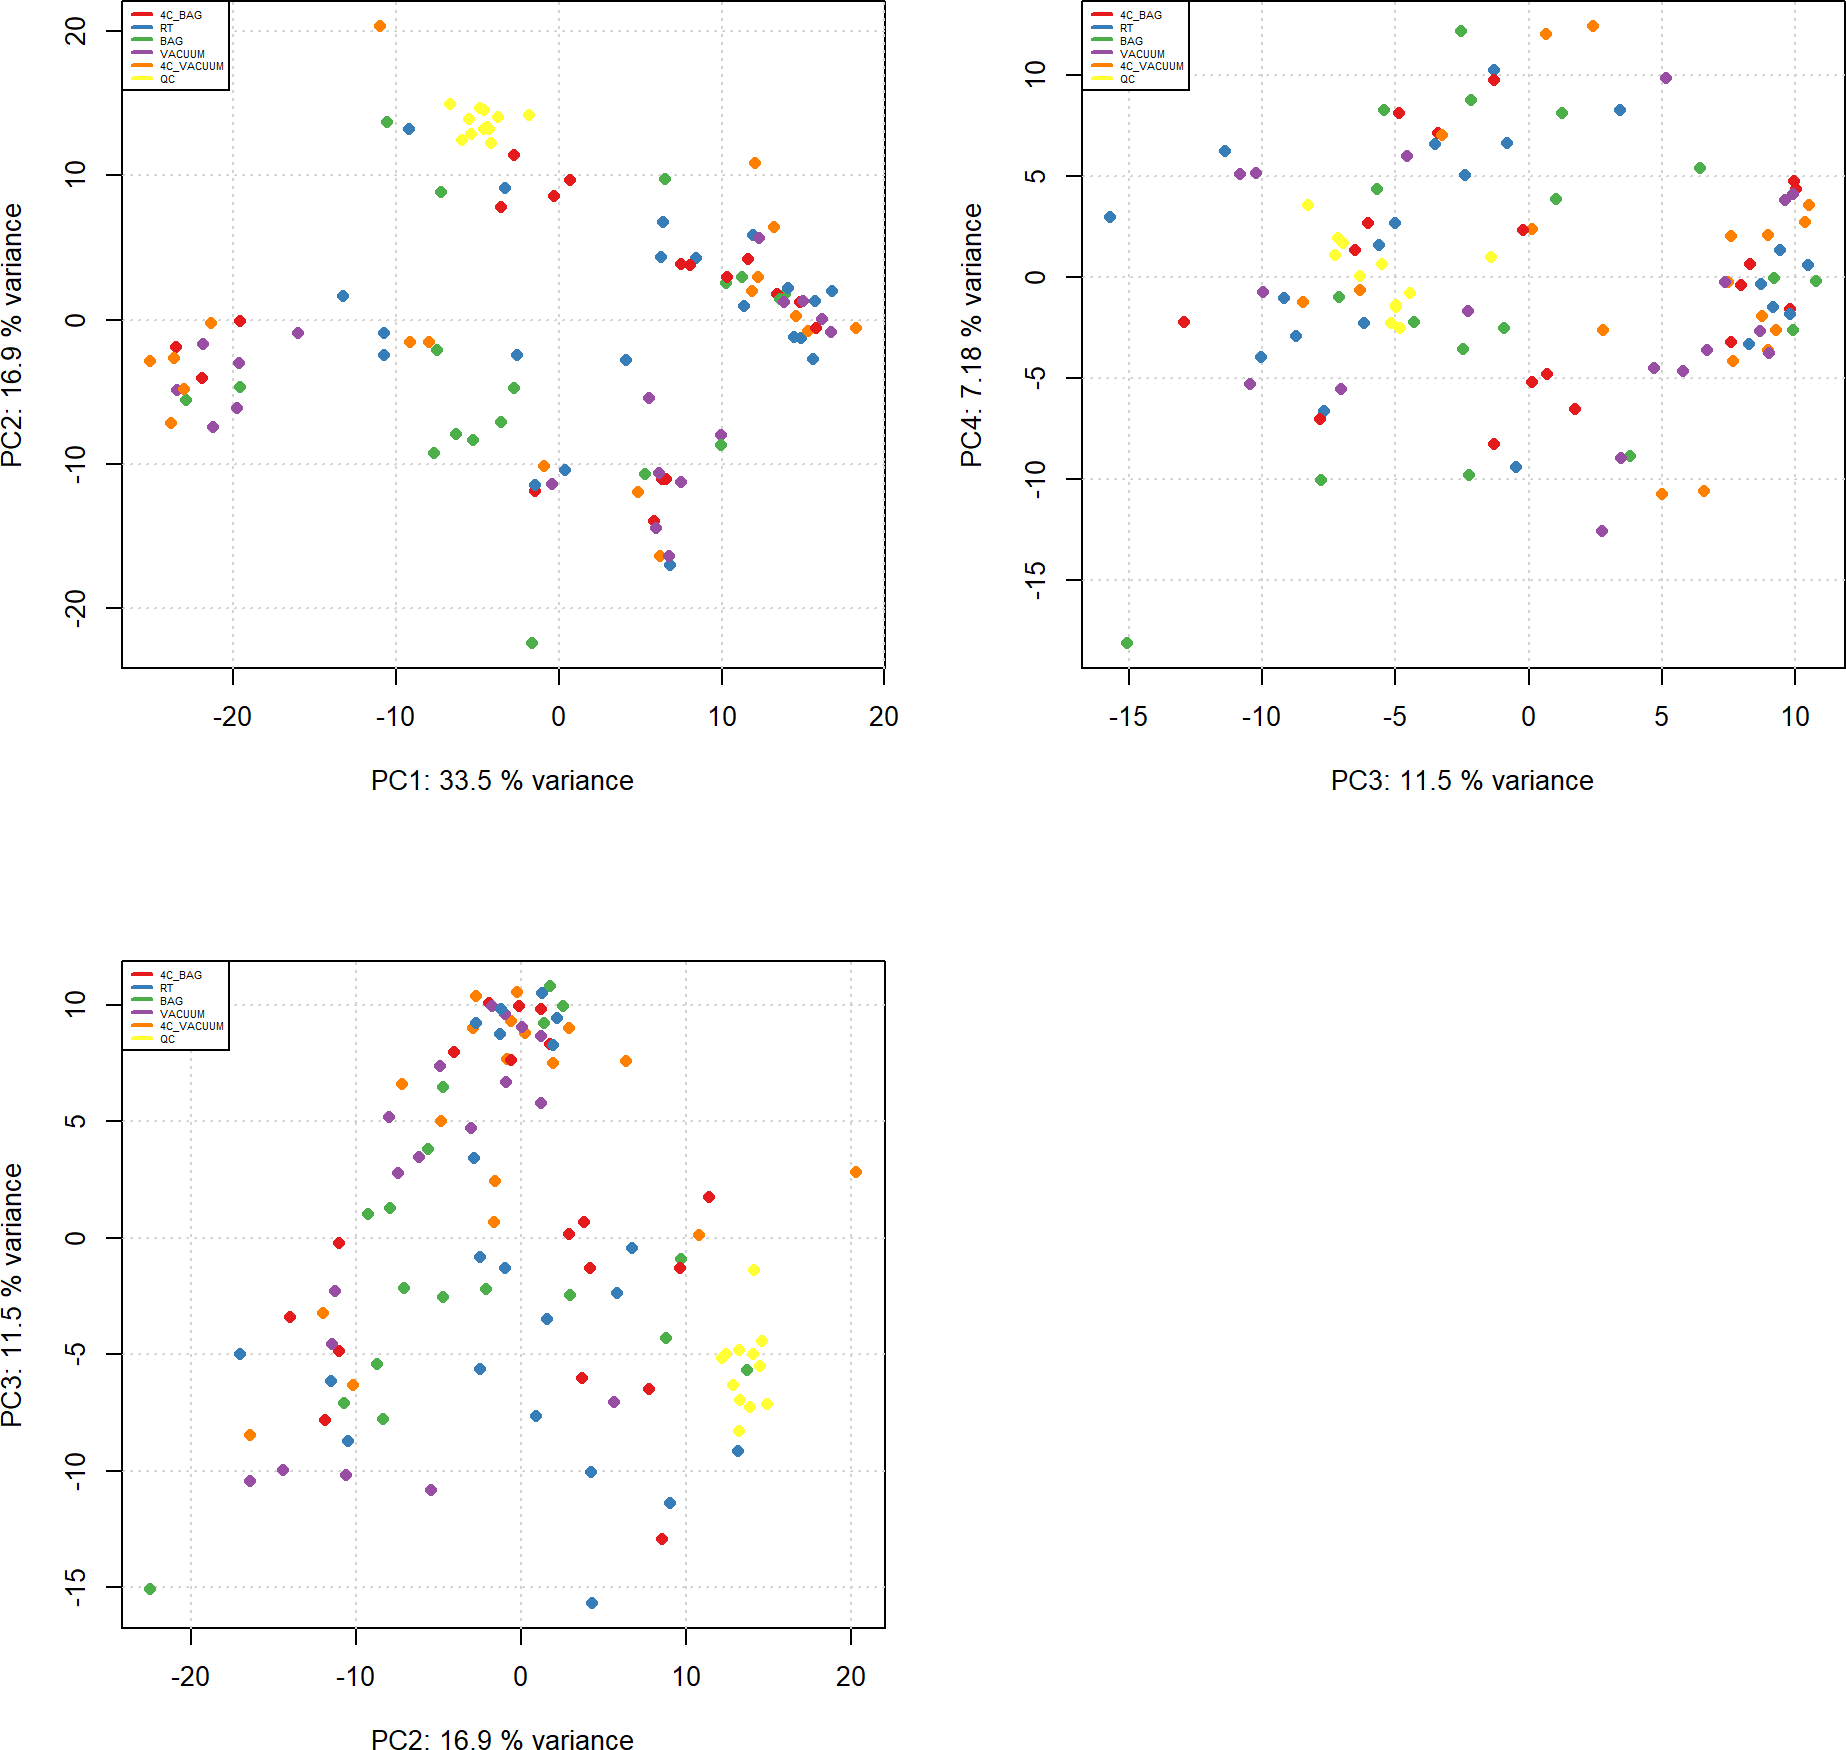 4C_BAG
RT
BAG
VACUUM
4C_VACUUM
QC
20
10
0
-10
-20
PC2: 16.9 % variance
-20 -10 0 10 20
PC1: 33.5 % variance
4C_BAG
RT
BAG
VACUUM
4C_VACUUM
QC
10
5
0
-5
-10
-15
PC4: 7.18 % variance
-15 -10 -5 0 5 10
PC3: 11.5 % variance
4C_BAG
RT
BAG
VACUUM
4C_VACUUM
QC
10
5
0
-5
-10
-15
PC3: 11.5 % variance
-20 -10 0 10 20
PC2: 16.9 % variance